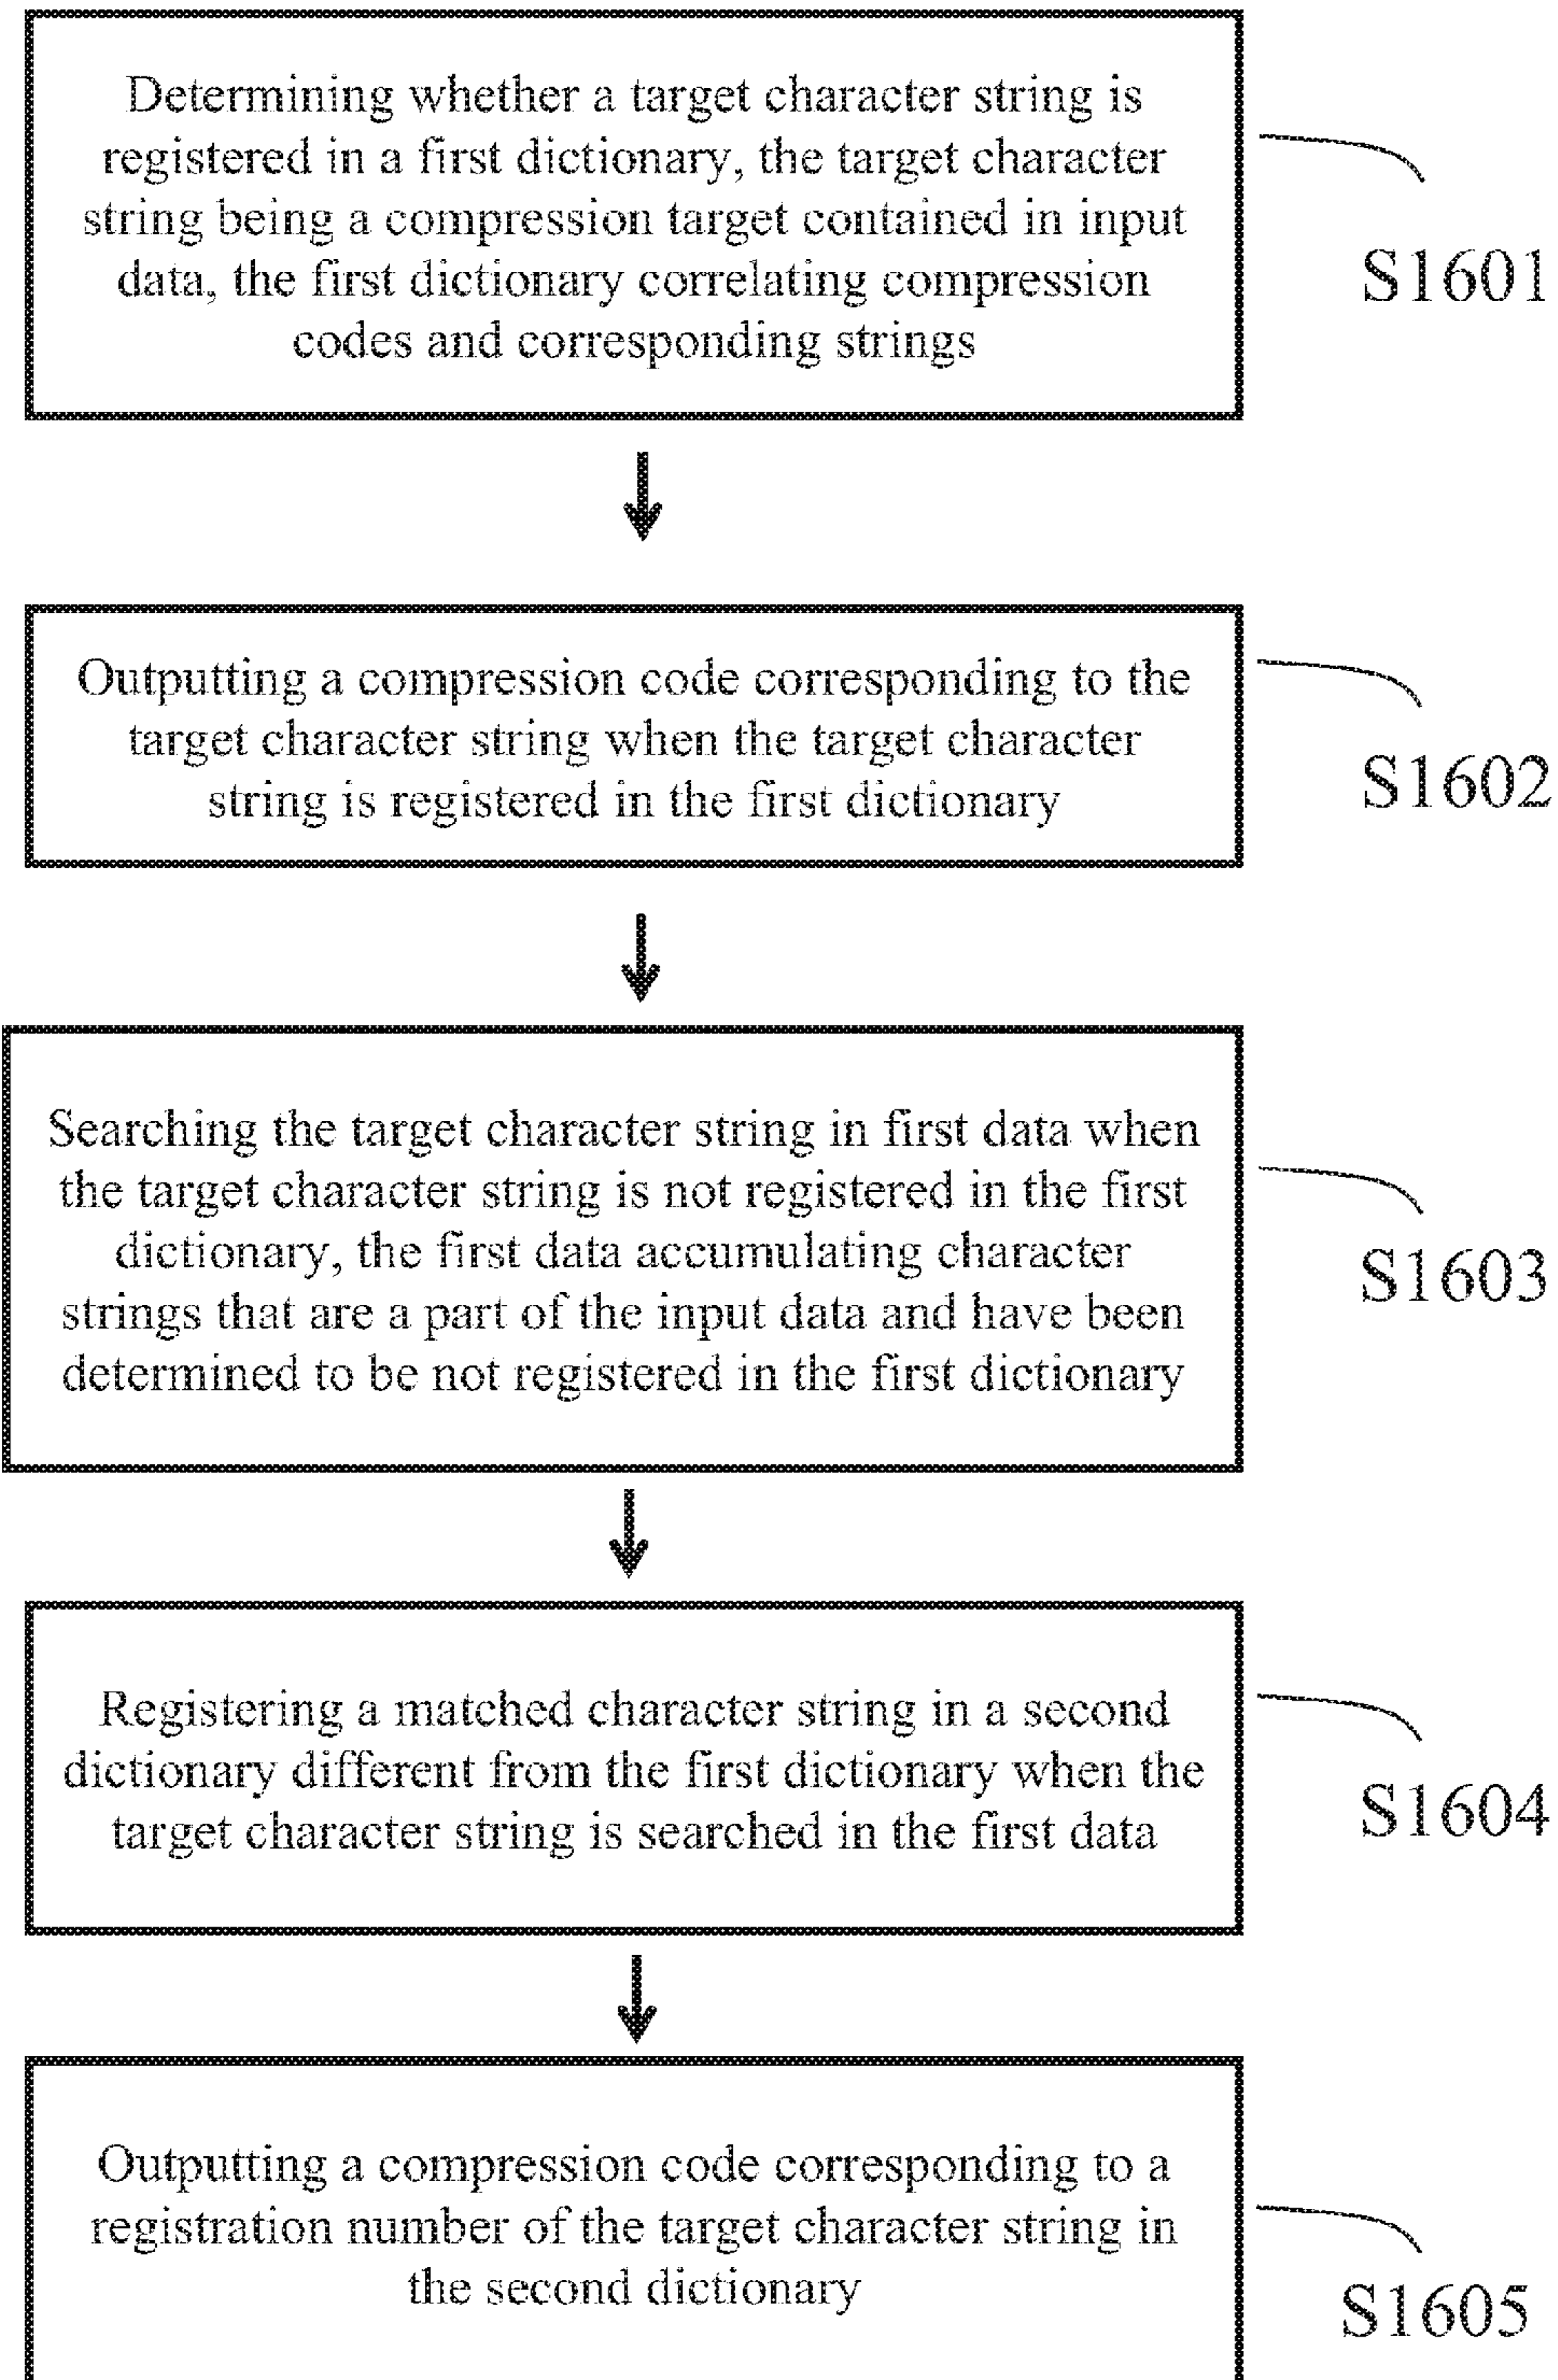 Determining whether a target character string is
registered in a first dictionary, the target character
string being a compression target contained in input
data, the first dictionary correlating compression
codes and corresponding strings
S1601
Outputting a compression code corresponding to the
target character string when the target character
string is registered in the first dictionary
S1602
Searching the target character string in first data when
the target character string is not registered in the first
dictionary, the first data accumulating character
strings that are a part of the input data and have been
determined to be not registered in the first dictionary
S1603
Registering a matched character string in a second
dictionary different from the first dictionary when the
target character string is searched in the first data
S1604
Outputting a compression code corresponding to a
registration number of the target character string in
the second dictionary
S1605